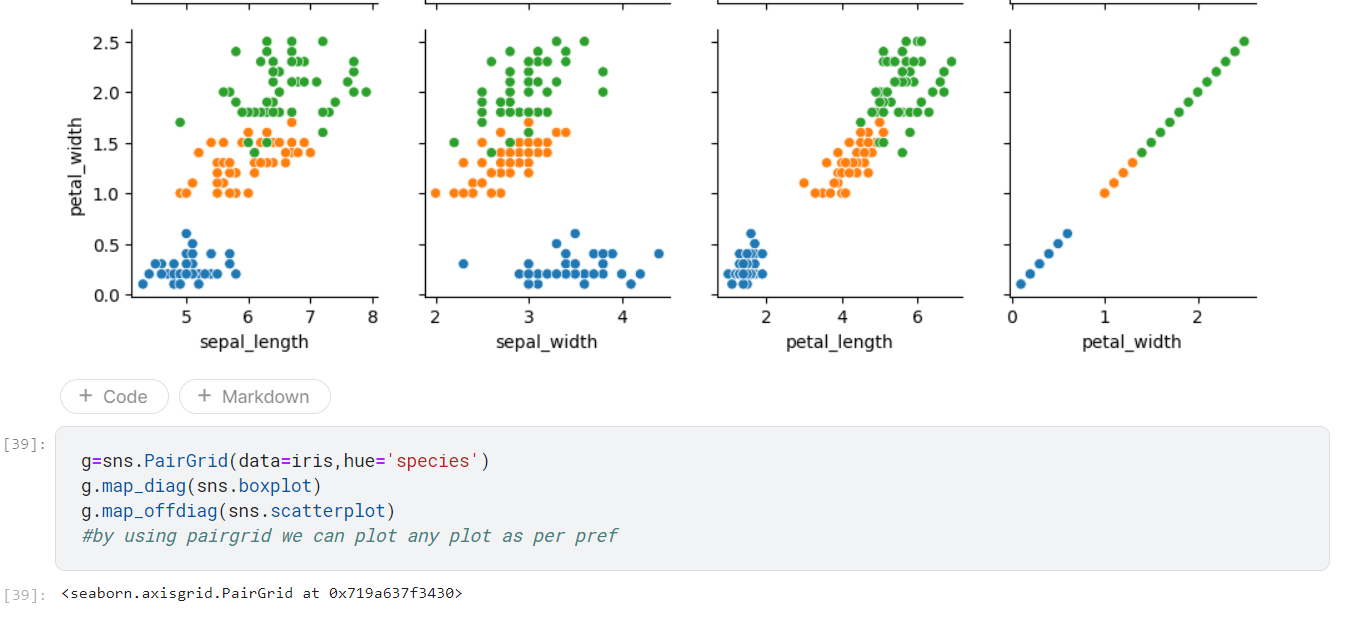 2.5
2.0
1.5
1.0
0.5
0.0
petal_width
5 6 7 8
2 3 4
2 4 6
0 1 2
sepal_length
sepal_width
petal_length
petal_width
+ Code
+ Markdown
[39]:
g=sns.PairGrid(data=iris,hue='species')
g.map_diag(sns.boxplot)
g.map_offdiag(sns.scatterplot)
#by using pairgrid we can plot any plot as per pref
[39]:
<seaborn.axisgrid.PairGrid at 0x719a637f3430>